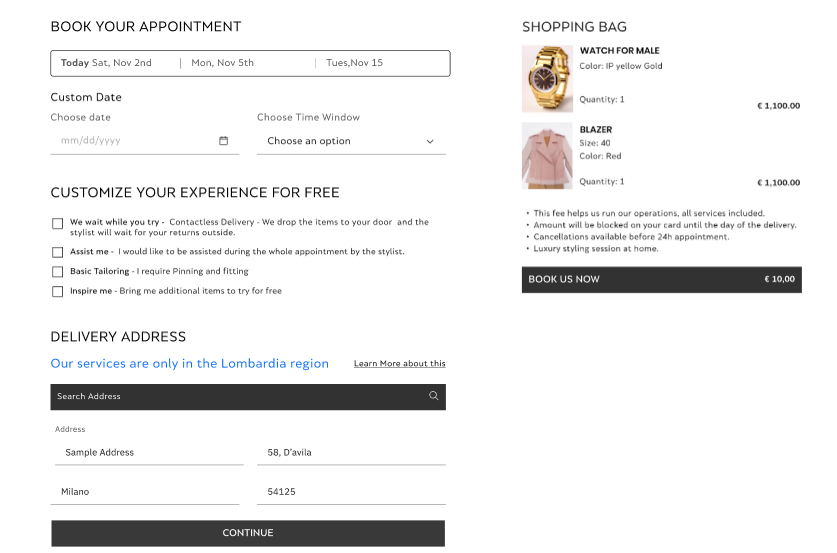 BOOK YOUR APPOINTMENT
Today Sat, Nov 2nd | Mon, Nov 5th | Tues,Nov 15
Custom Date
Choose date
Choose Time Window
mm/dd/yyyy
Choose an option
CUSTOMIZE YOUR EXPERIENCE FOR FREE
We wait while you try - Contactless Delivery - We drop the items to your door and the
stylist will wait for your returns outside.
Assist me - I would like to be assisted during the whole appointment by the stylist.
Basic Tailoring - I require Pinning and fitting
Inspire me - Bring me additional items to try for free
DELIVERY ADDRESS
Our services are only in the Lombardia region
Learn More about this
Search Address
Address
Sample Address
58, D'avila
Milano
54125
CONTINUE
SHOPPING BAG
WATCH FOR MALE
Color: IP yellow Gold
Quantity: 1
€ 1,100.00
BLAZER
Size: 40
Color: Red
Quantity: 1
€ 1,100.00
• This fee helps us run our operations, all services included.
• Amount will be blocked on your card until the day of the delivery.
• Cancellations available before 24h appointment.
• Luxury styling session at home.
BOOK US NOW
€ 10,00